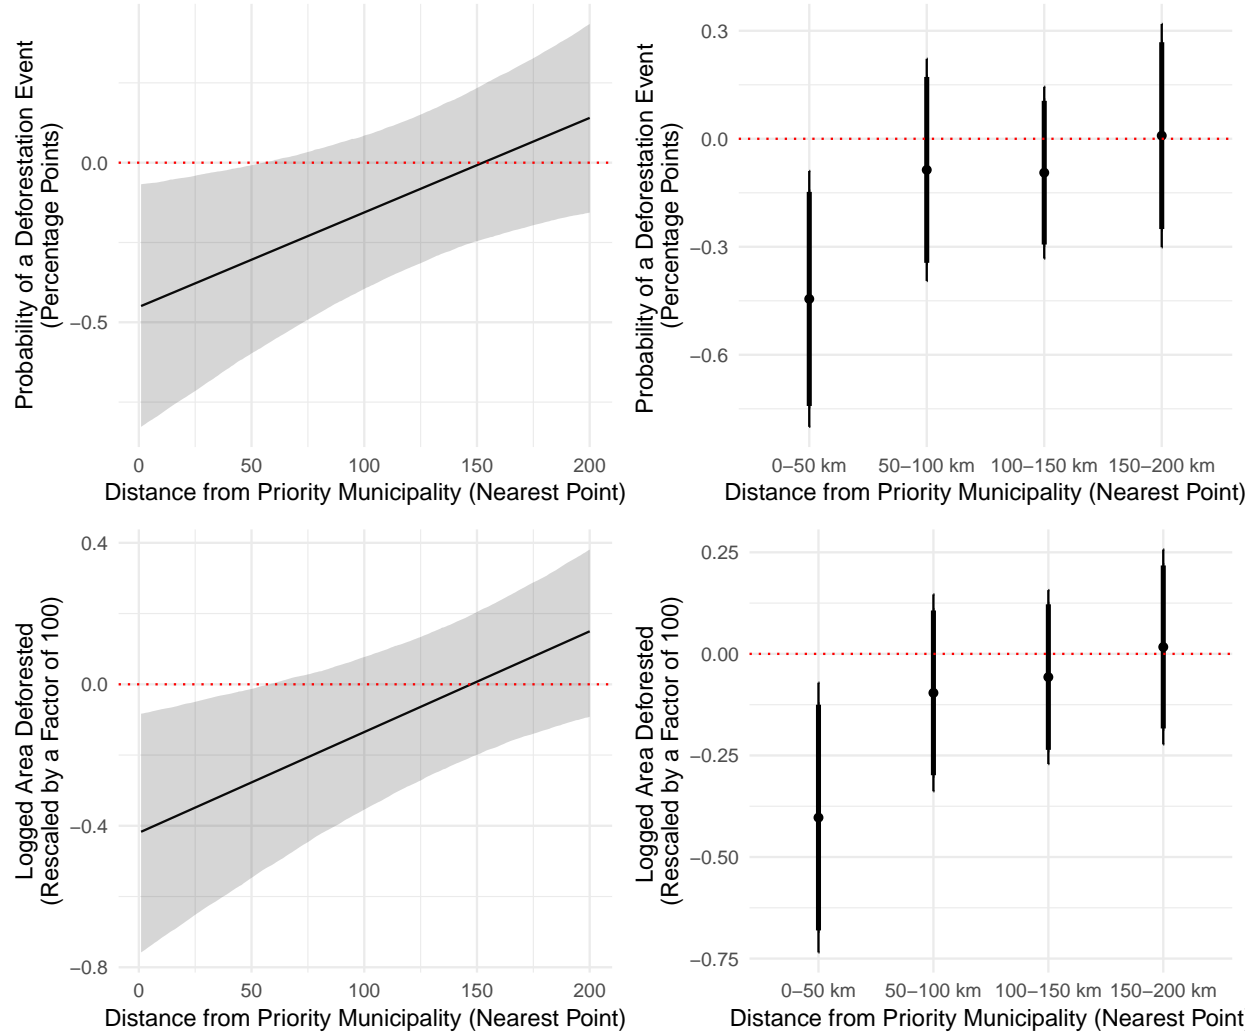 Probability of a Deforestation Event
(Percentage Points)
0.0
−0.5
0
50
100
150
200
Distance from Priority Municipality (Nearest Point)
Probability of a Deforestation Event
(Percentage Points)
0.3
0.0
−0.3
−0.6
0−50 km
50−100 km
100−150 km
150−200 km
Distance from Priority Municipality (Nearest Point)
Logged Area Deforested
(Rescaled by a Factor of 100)
0.4
0.0
−0.4
−0.8
0
50
100
150
200
Distance from Priority Municipality (Nearest Point)
Logged Area Deforested
(Rescaled by a Factor of 100)
0.25
0.00
−0.25
−0.50
−0.75
0−50 km
50−100 km
100−150 km
150−200 km
Distance from Priority Municipality (Nearest Point